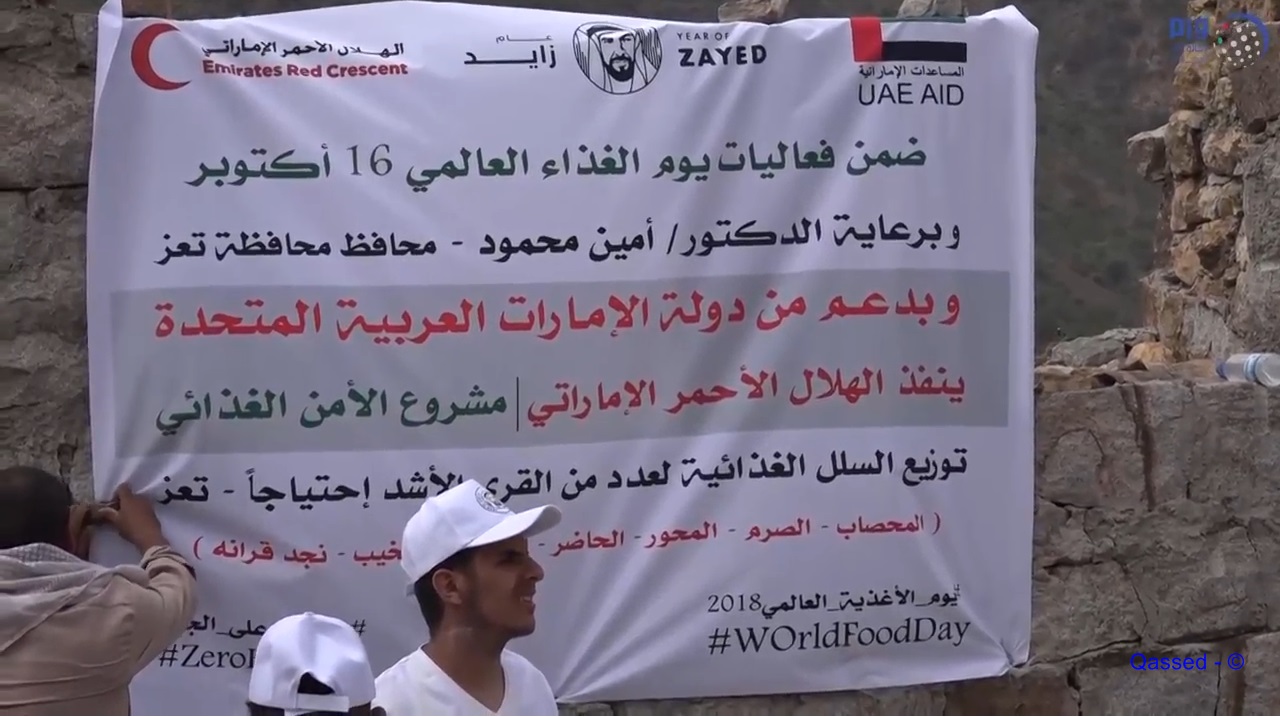 الهلال الأحمر الإماراتي
Emirates Red Crescent
عام
زايد
YEAR OF
ZAYED
المساعدات الإماراتية
UAE AID
ضمن فعاليات يوم الغذاء العالمي 16 أكتوبر
وبرعاية الدكتور/ أمين محمود - محافظ محافظة تعز
وبدعم من دولة الإمارات العربية المتحدة
ينفذ الهلال الأحمر الإماراتي | مشروع الأمن الغذائي
توزيع السلل الغذائية لعدد من القرى الأشد إحتياجاً - تعز
( المحصاب - الصرم - المحور - الحاضر - - نجد قرانه )
#يوم_الأغذية_العالمي2018
#WOrldFoodDay
على
Qassed - ©